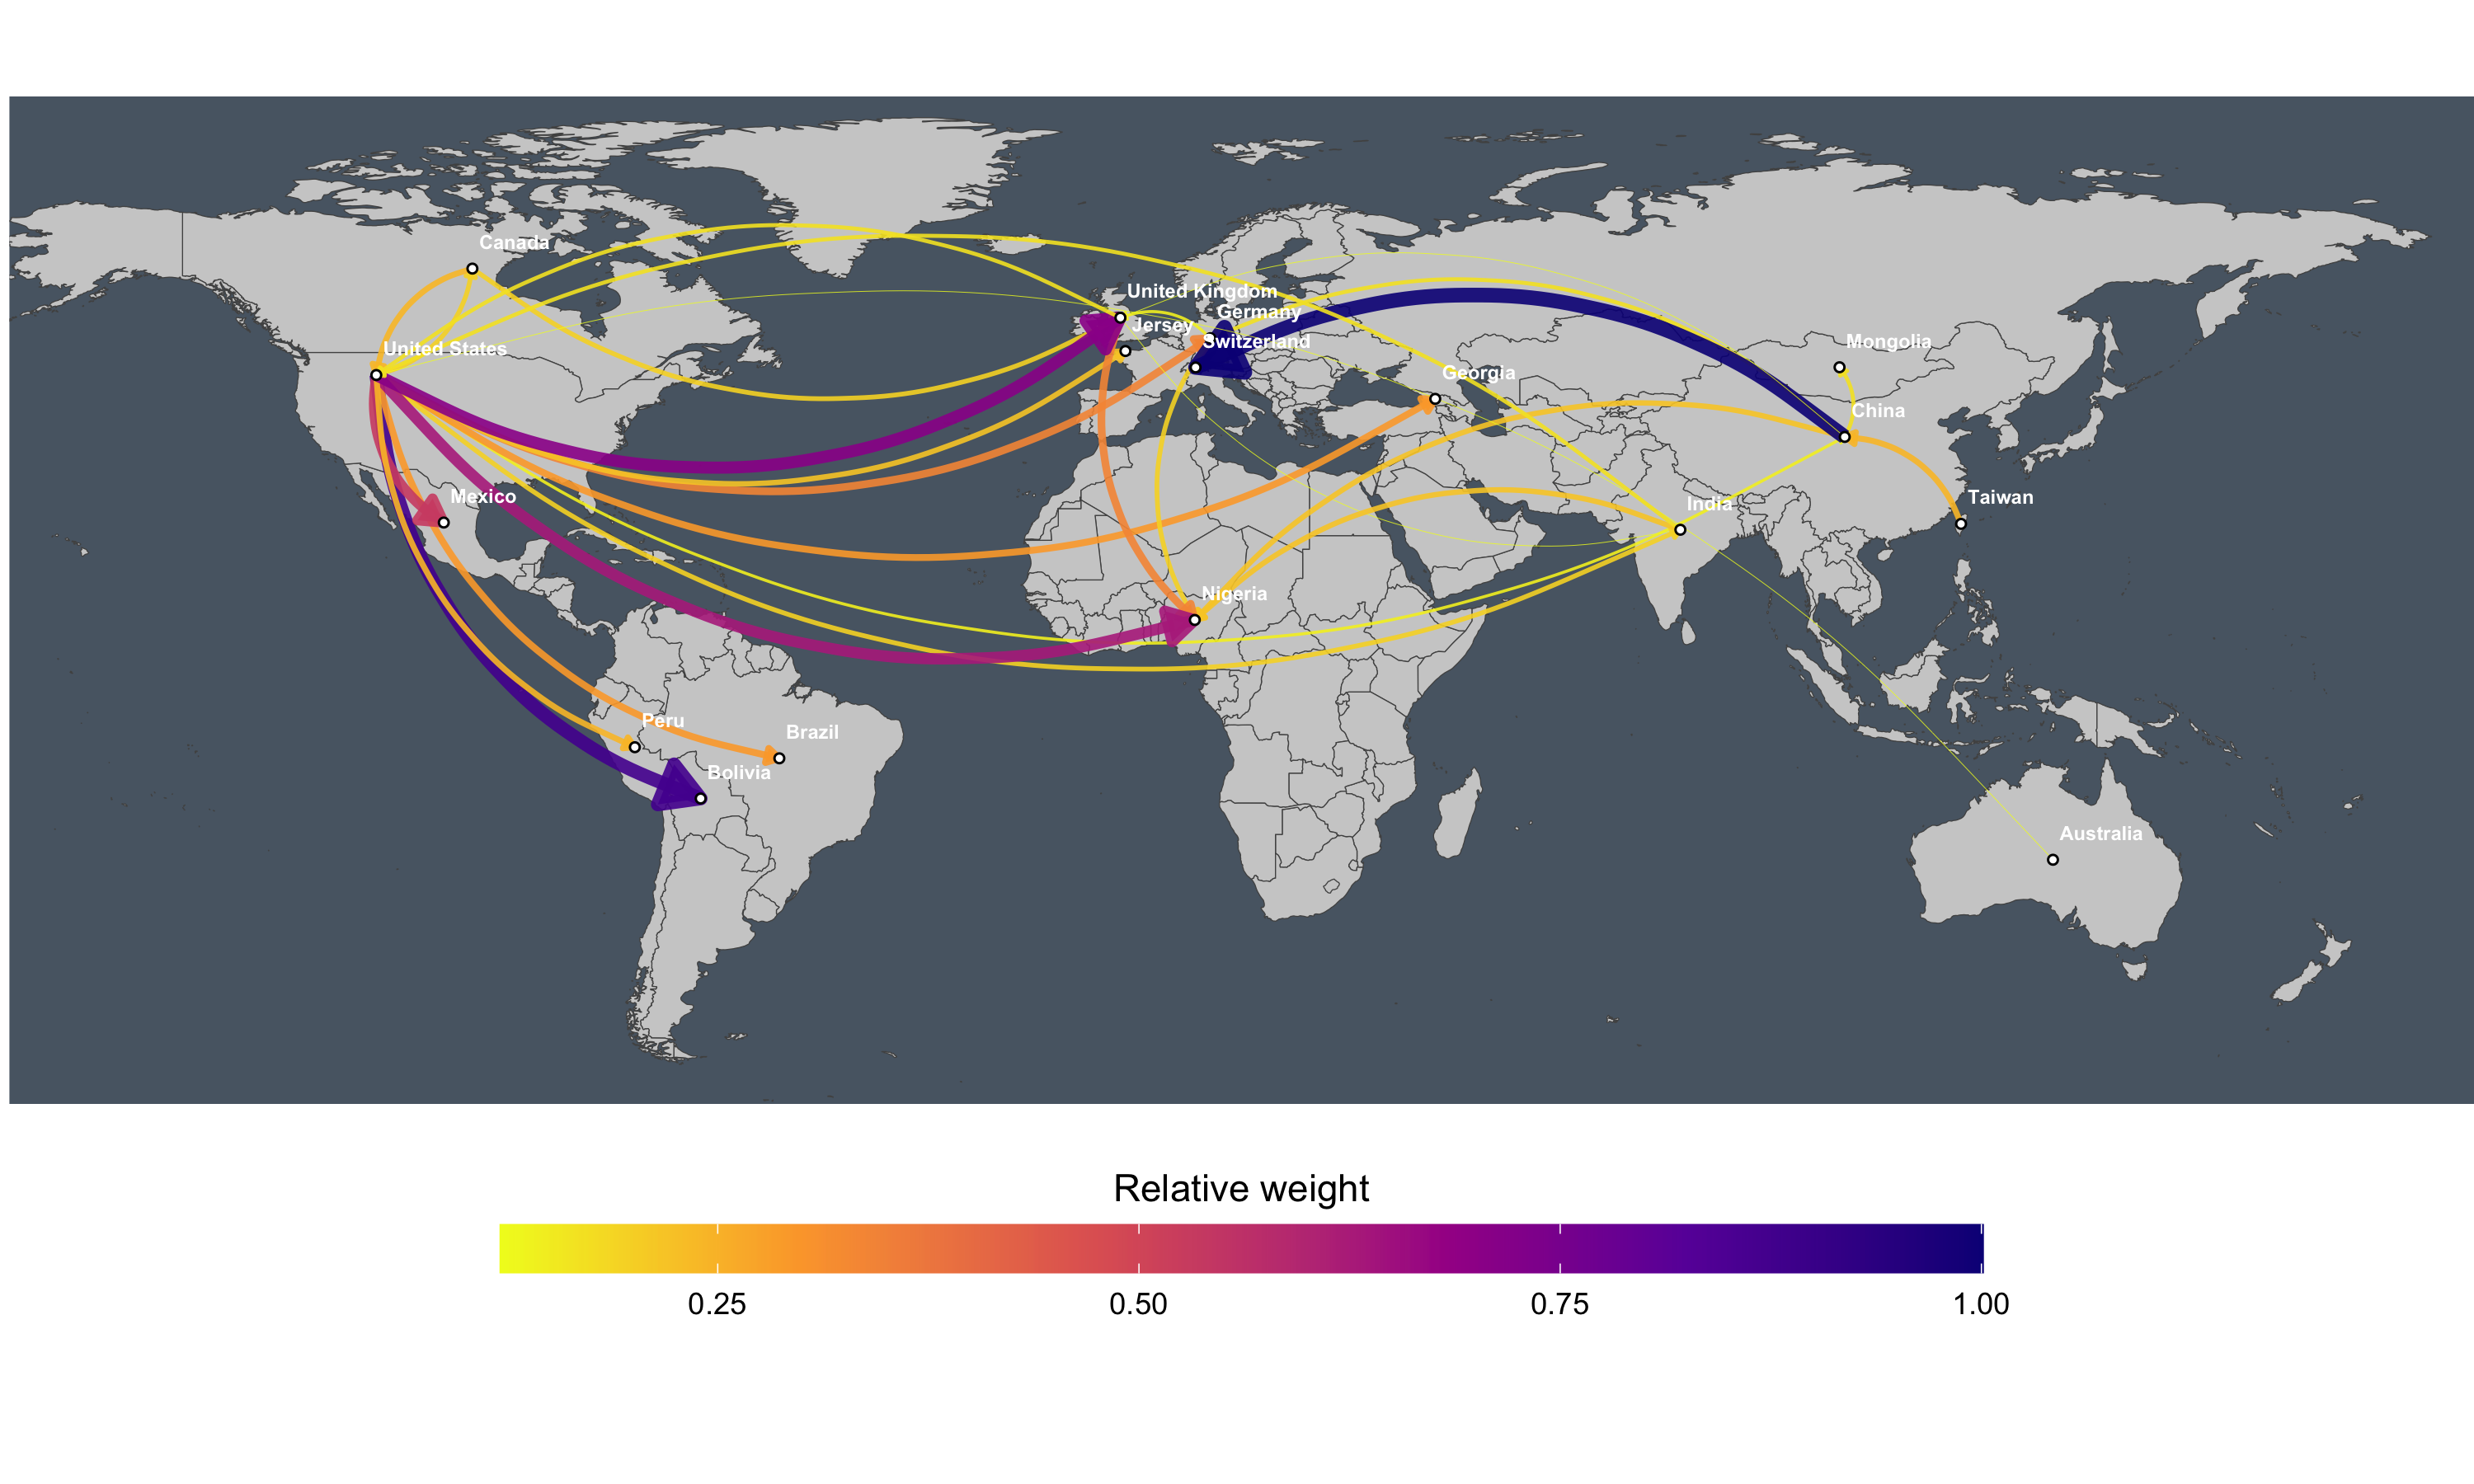 Canada
United Kingdom
Germany
Jersey
United States
Switzerland
Mongolia
Georgia
China
Mexico
India
Taiwan
Nigeria
Peru
Brazil
Bolivia
Australia
Relative weight
0.25 0.50 0.75 1.00